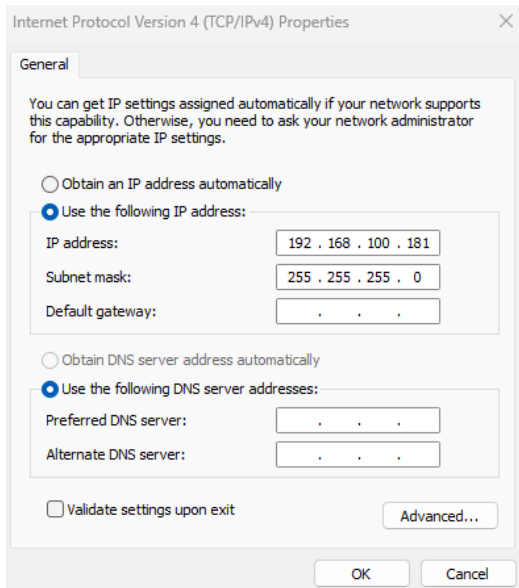 Internet Protocol Version 4 (TCP/IPv4) Properties
General
You can get IP settings assigned automatically if your network supports
this capability. Otherwise, you need to ask your network administrator
for the appropriate IP settings.
Obtain an IP address automatically
Use the following IP address:
IP address: 192 . 168 . 100 . 181
Subnet mask: 255 . 255 . 255 . 0
Default gateway: . . .
Obtain DNS server address automatically
Use the following DNS server addresses:
Preferred DNS server: . . .
Alternate DNS server: . . .
Validate settings upon exit Advanced...
OK Cancel